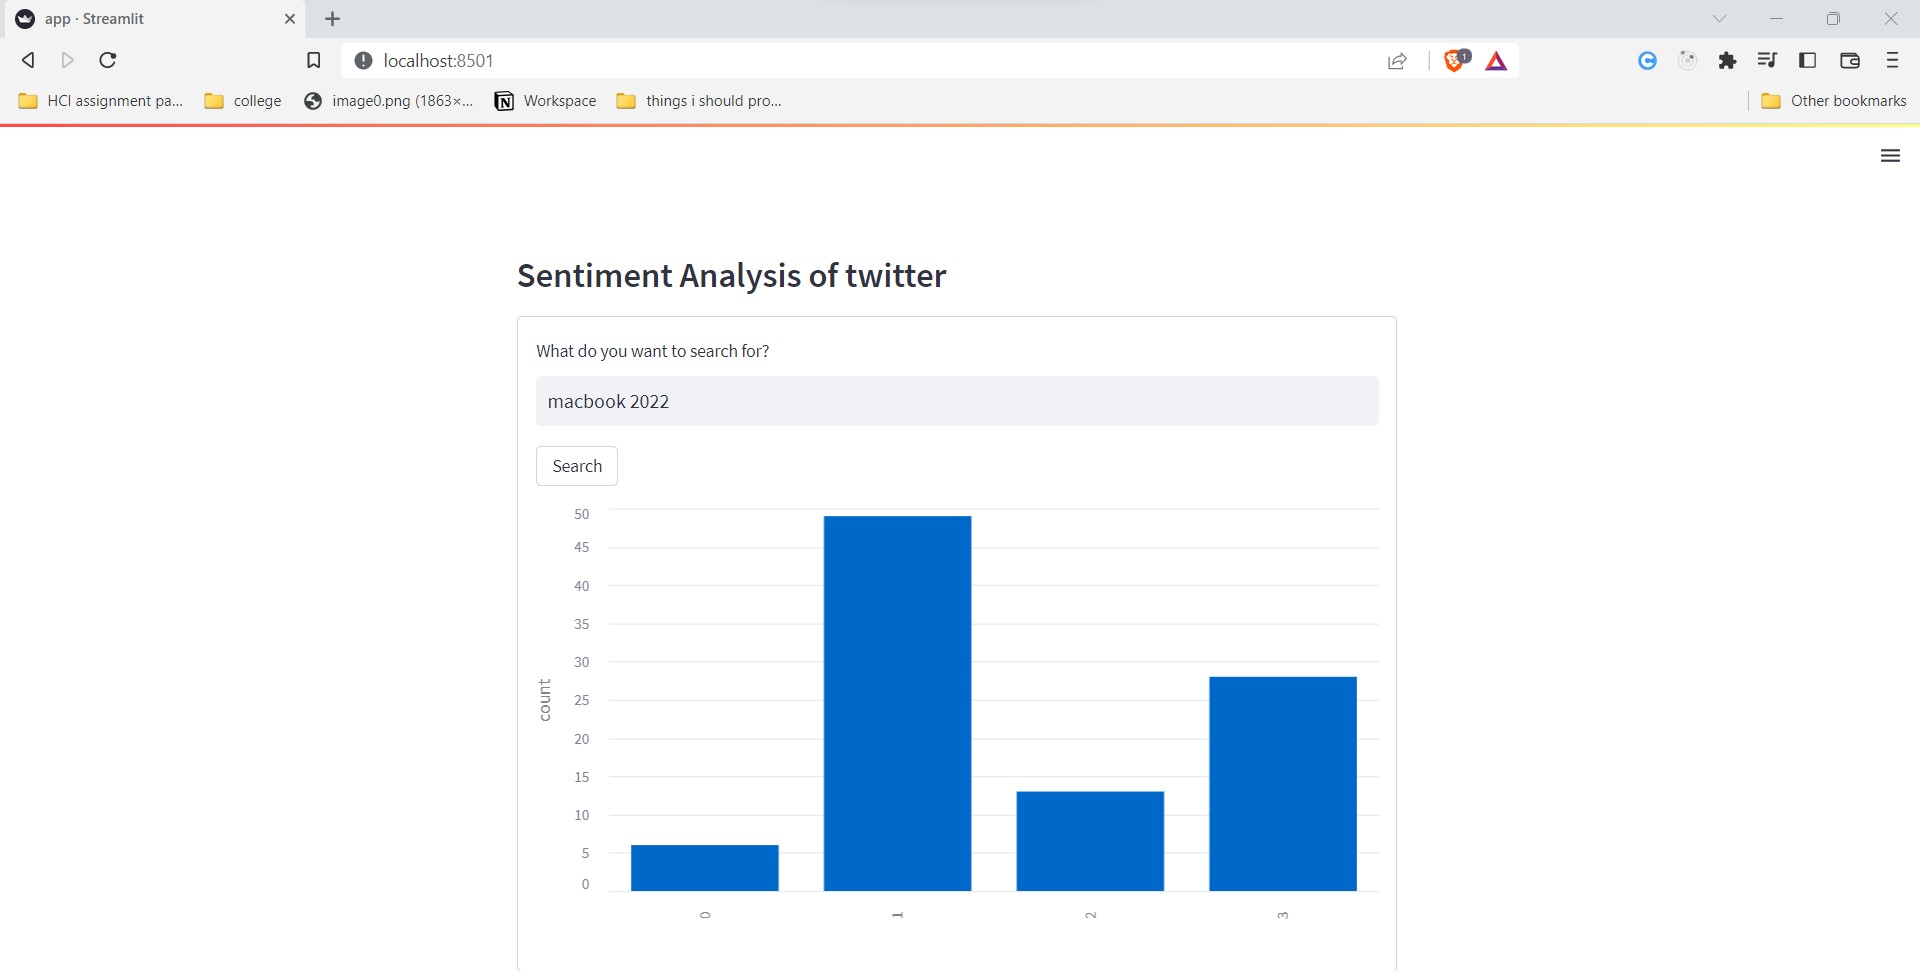 app · Streamlit
localhost:8501
1
HCI assignment pa...
college
image0.png (1863×...
Workspace
things i should pro...
Other bookmarks
Sentiment Analysis of twitter
What do you want to search for?
macbook 2022
Search
50
45
40
35
30
25
20
15
10
5
0
count
0
1
2
3